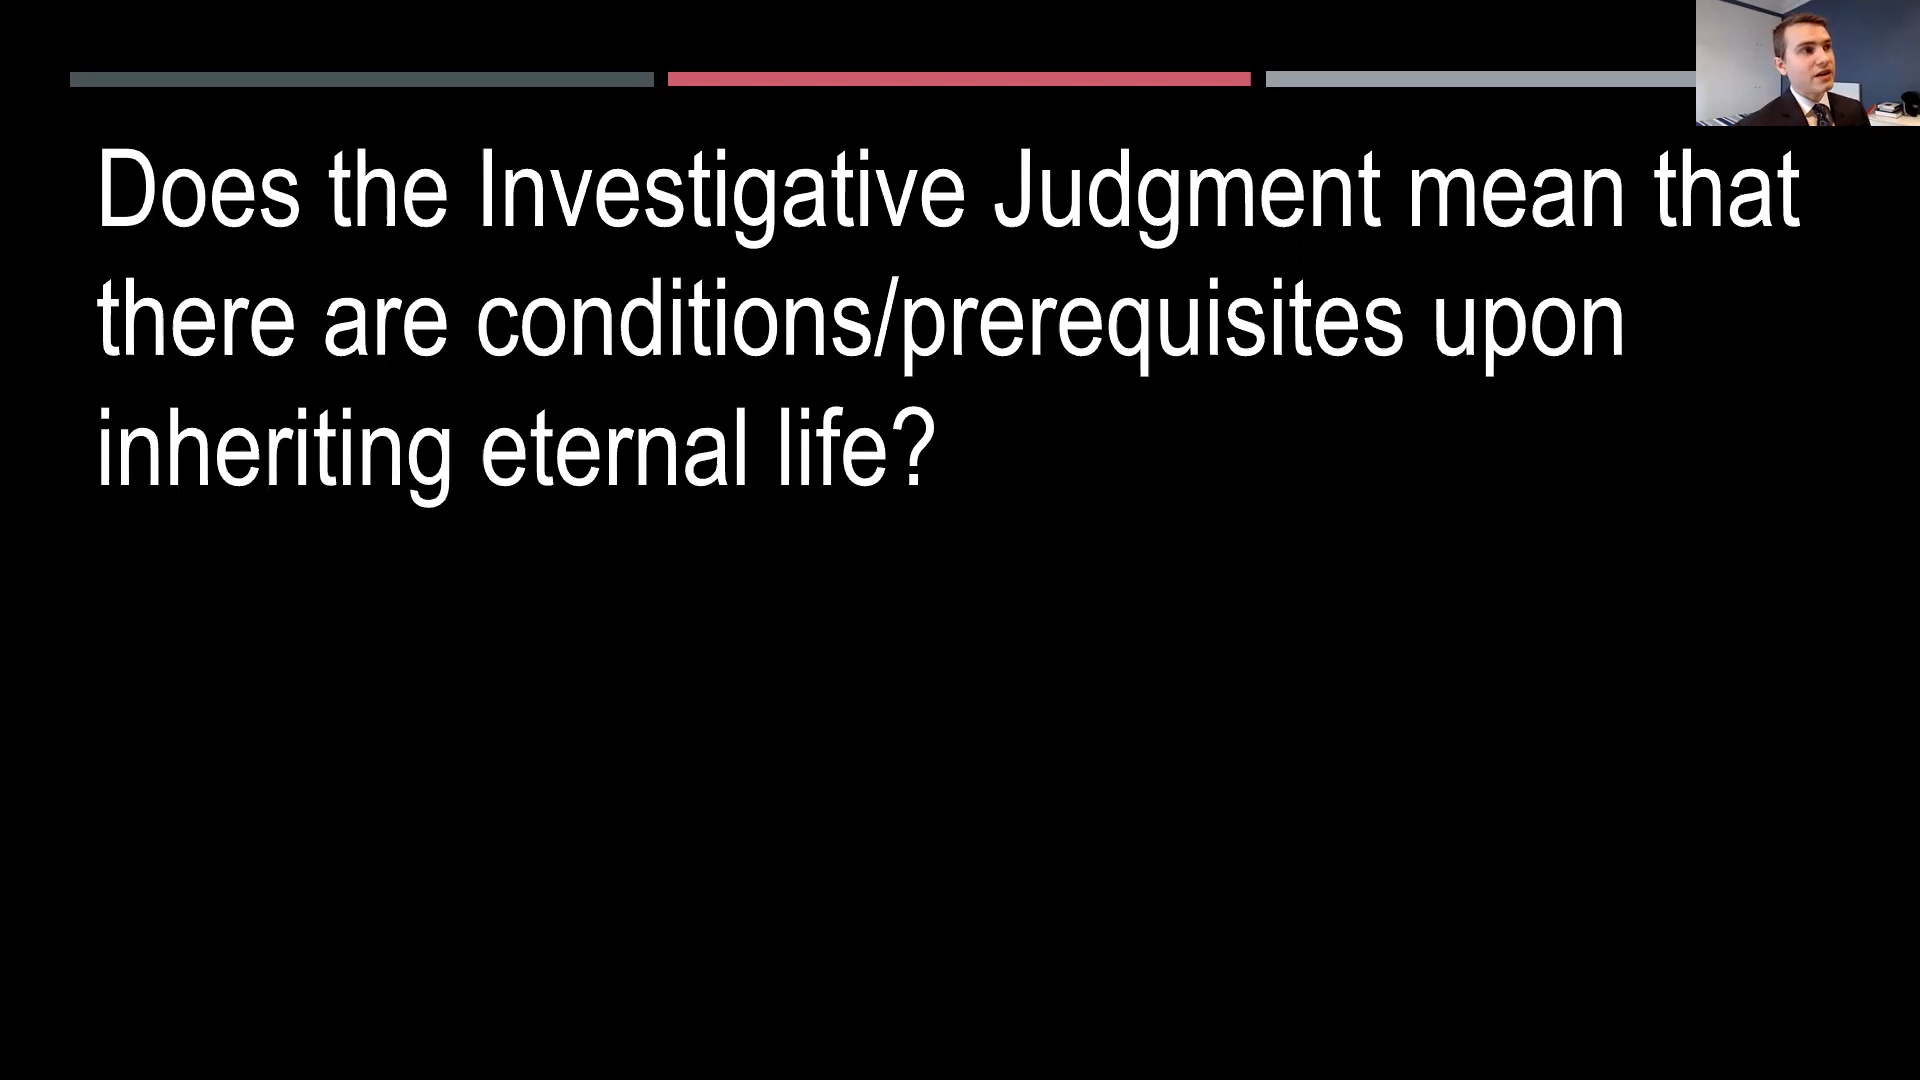 Does the Investigative Judgment mean that
there are conditions/prerequisites upon
inheriting eternal life?